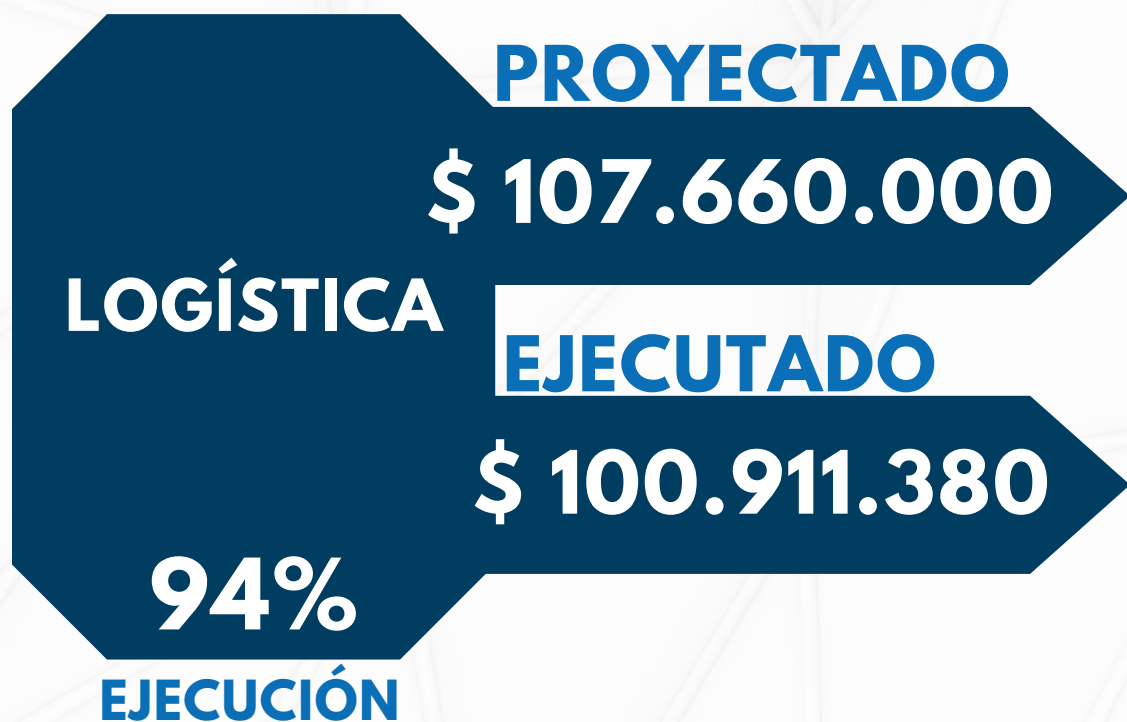 PROYECTADO
$ 107.660.000
LOGÍSTICA
EJECUTADO
$ 100.911.380
94%
EJECUCIÓN